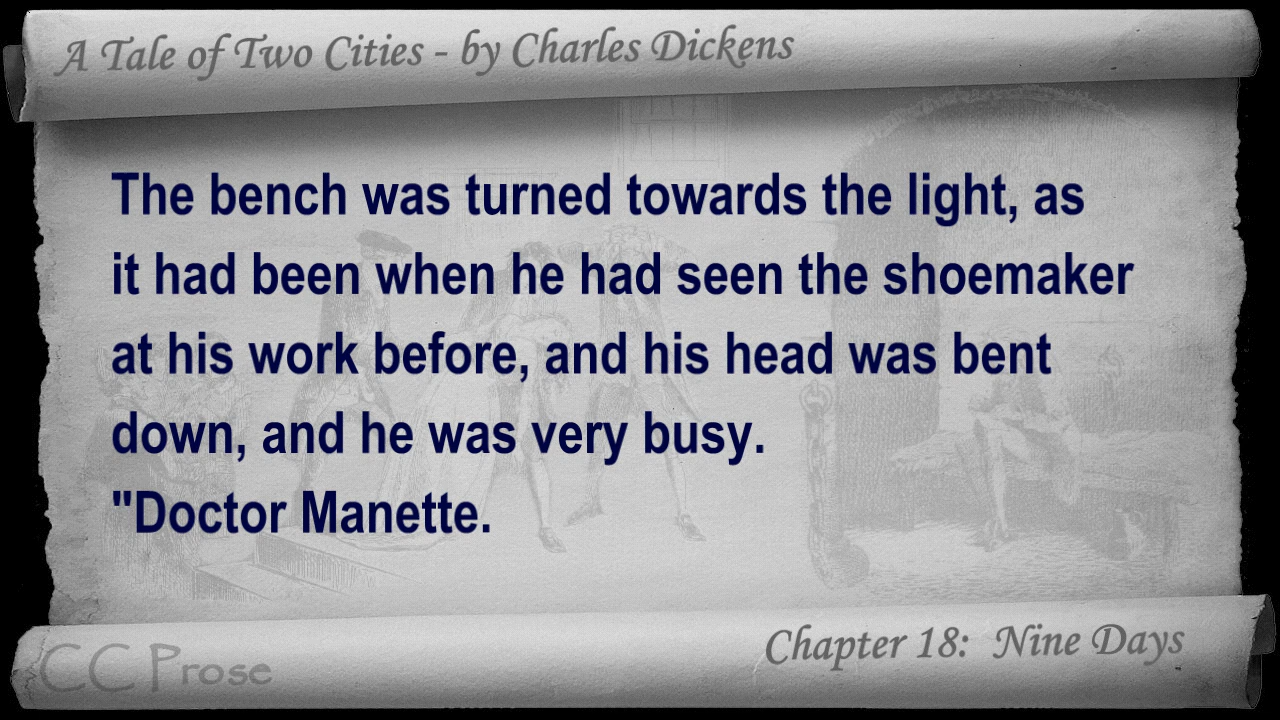 A Tale of Two Cities - by Charles Dickens
The bench was turned towards the light, as
it had been when he had seen the shoemaker
at his work before, and his head was bent
down, and he was very busy.
"Doctor Manette.
Chapter 18: Nine Days
CC Prose